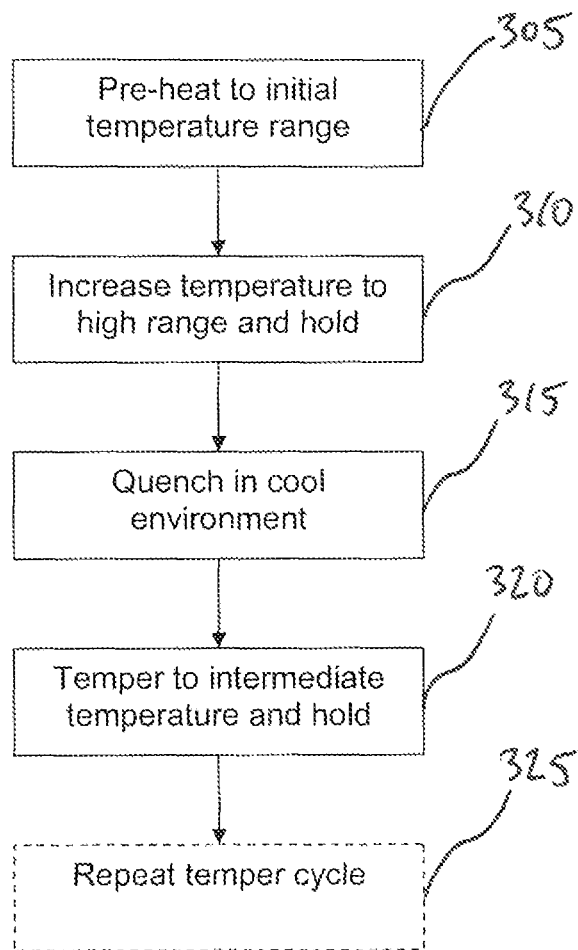 305
Pre-heat to initial
temperature range
310
Increase temperature to
high range and hold
315
Quench in cool
environment
320
Temper to intermediate
temperature and hold
325
Repeat temper cycle